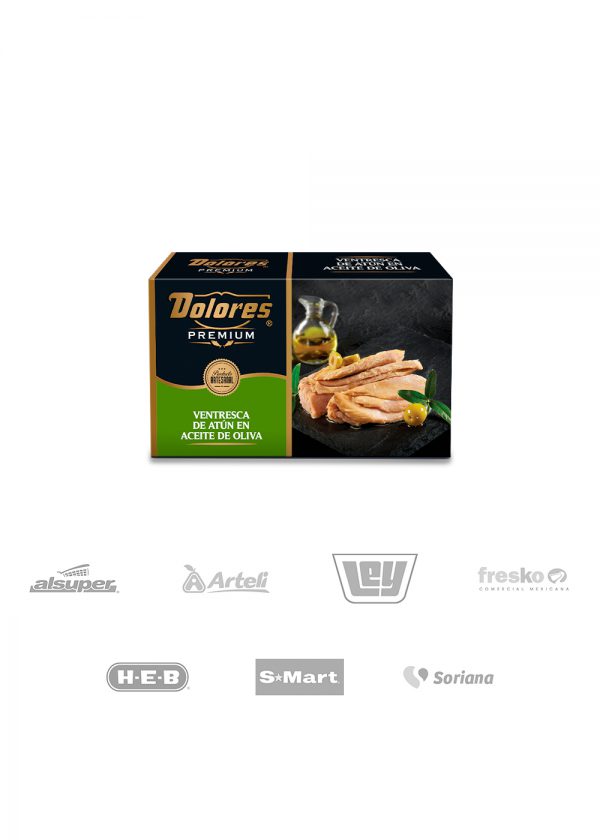 Dolores®
PREMIUM
VENTRESCA
DE ATÚN EN
ACEITE DE OLIVA
Dolores®
PREMIUM
Producto
ARTESANAL
VENTRESCA
DE ATÚN EN
ACEITE DE OLIVA
alsuper®
Arteli
Ley
fresko
COMERCIAL MEXICANA
H-E-B
S★Mart
Soriana